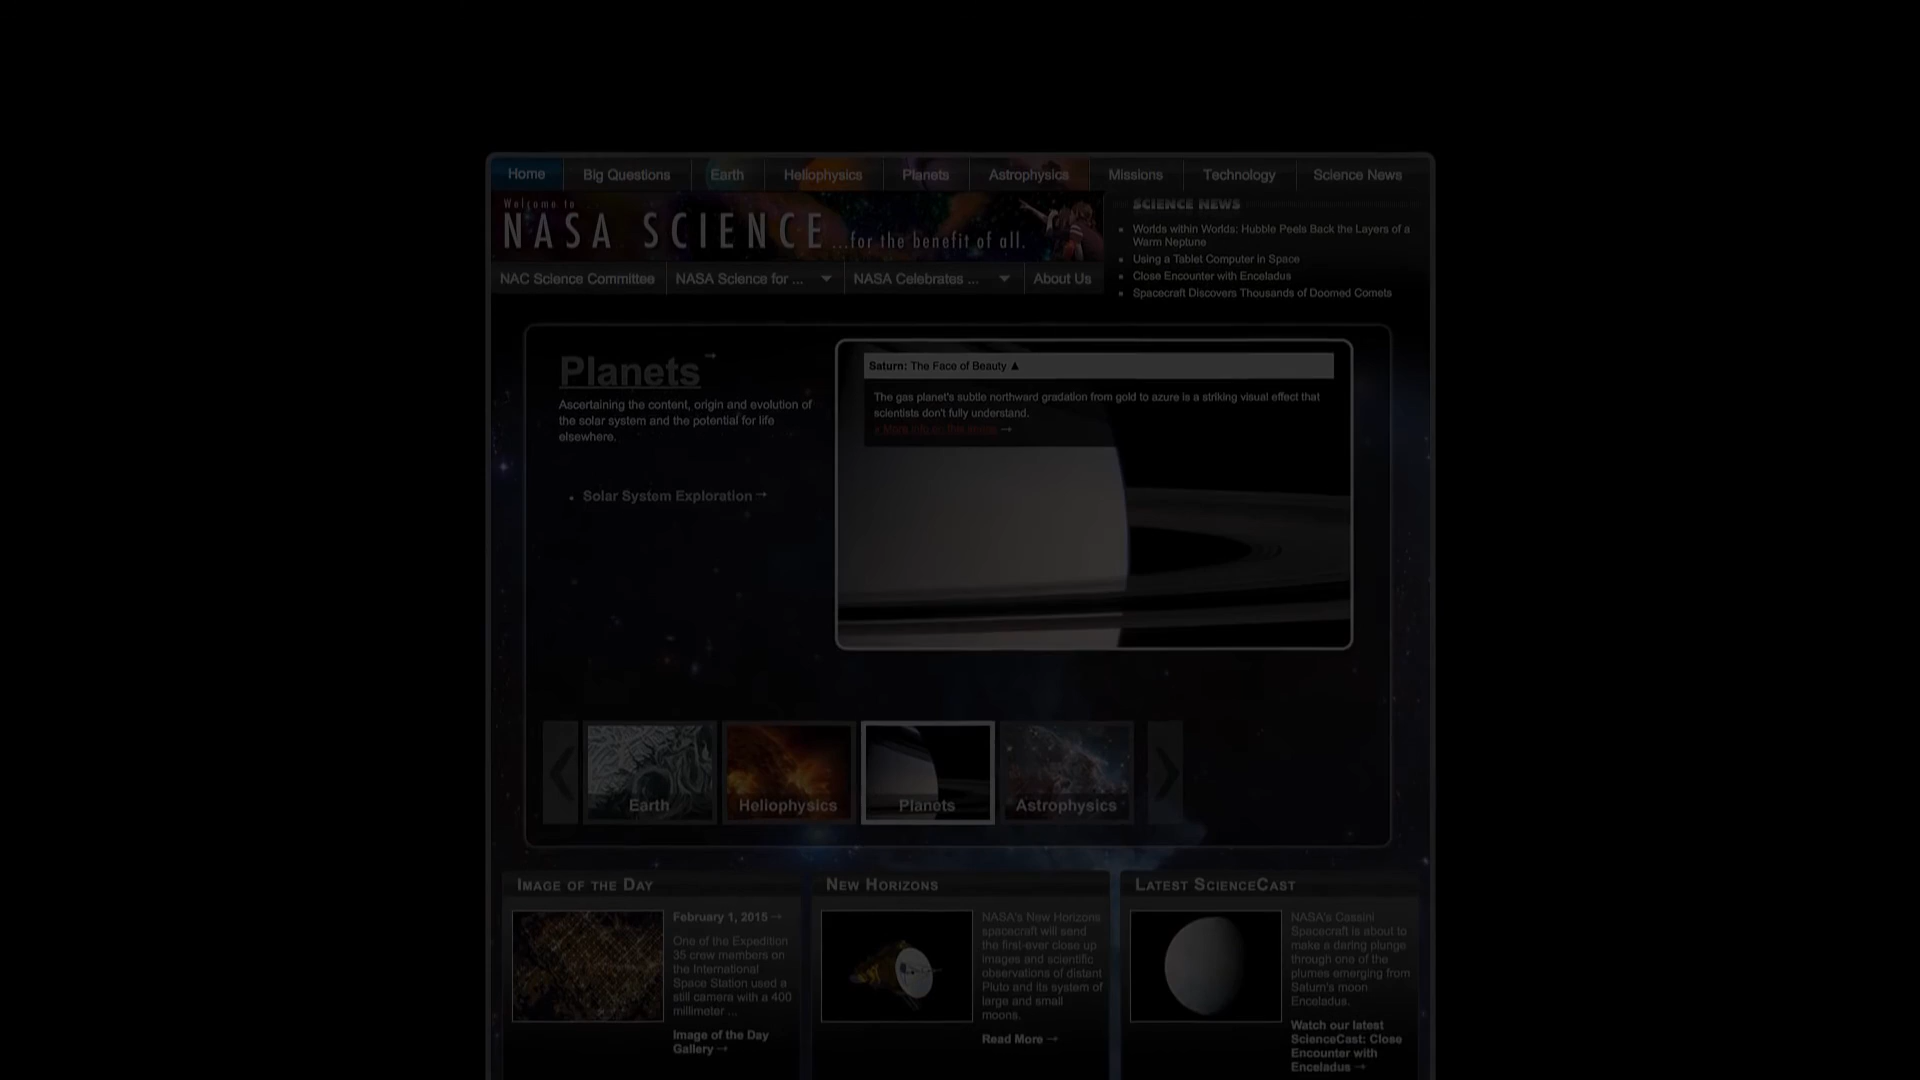 Home Big Questions Earth Heliophysics Planets Astrophysics Missions Technology Science News
Welcome to
NASA SCIENCE ...for the benefit of all.
NAC Science Committee NASA Science for ... NASA Celebrates ... About Us
SCIENCE NEWS
Worlds within Worlds: Hubble Peels Back the Layers of a
Warm Neptune
Using a Tablet Computer in Space
Close Encounter with Enceladus
Spacecraft Discovers Thousands of Doomed Comets
Planets
Ascertaining the content, origin and evolution of
the solar system and the potential for life
elsewhere.
Solar System Exploration
Saturn: The Face of Beauty ▲
The gas planet's subtle northward gradation from gold to azure is a striking visual effect that
scientists don't fully understand.
» More info on this image
Earth Heliophysics Planets Astrophysics
IMAGE OF THE DAY
February 1, 2015
One of the Expedition
35 crew members on
the International
Space Station used a
still camera with a 400
millimeter ...
Image of the Day
Gallery
NEW HORIZONS
NASA's New Horizons
spacecraft will send
the first-ever close up
images and scientific
observations of distant
Pluto and its system of
large and small
moons.
Read More
LATEST SCIENCECAST
NASA's Cassini
Spacecraft is about to
make a daring plunge
through one of the
plumes emerging from
Saturn's moon
Enceladus.
Watch our latest
ScienceCast: Close
Encounter with
Enceladus